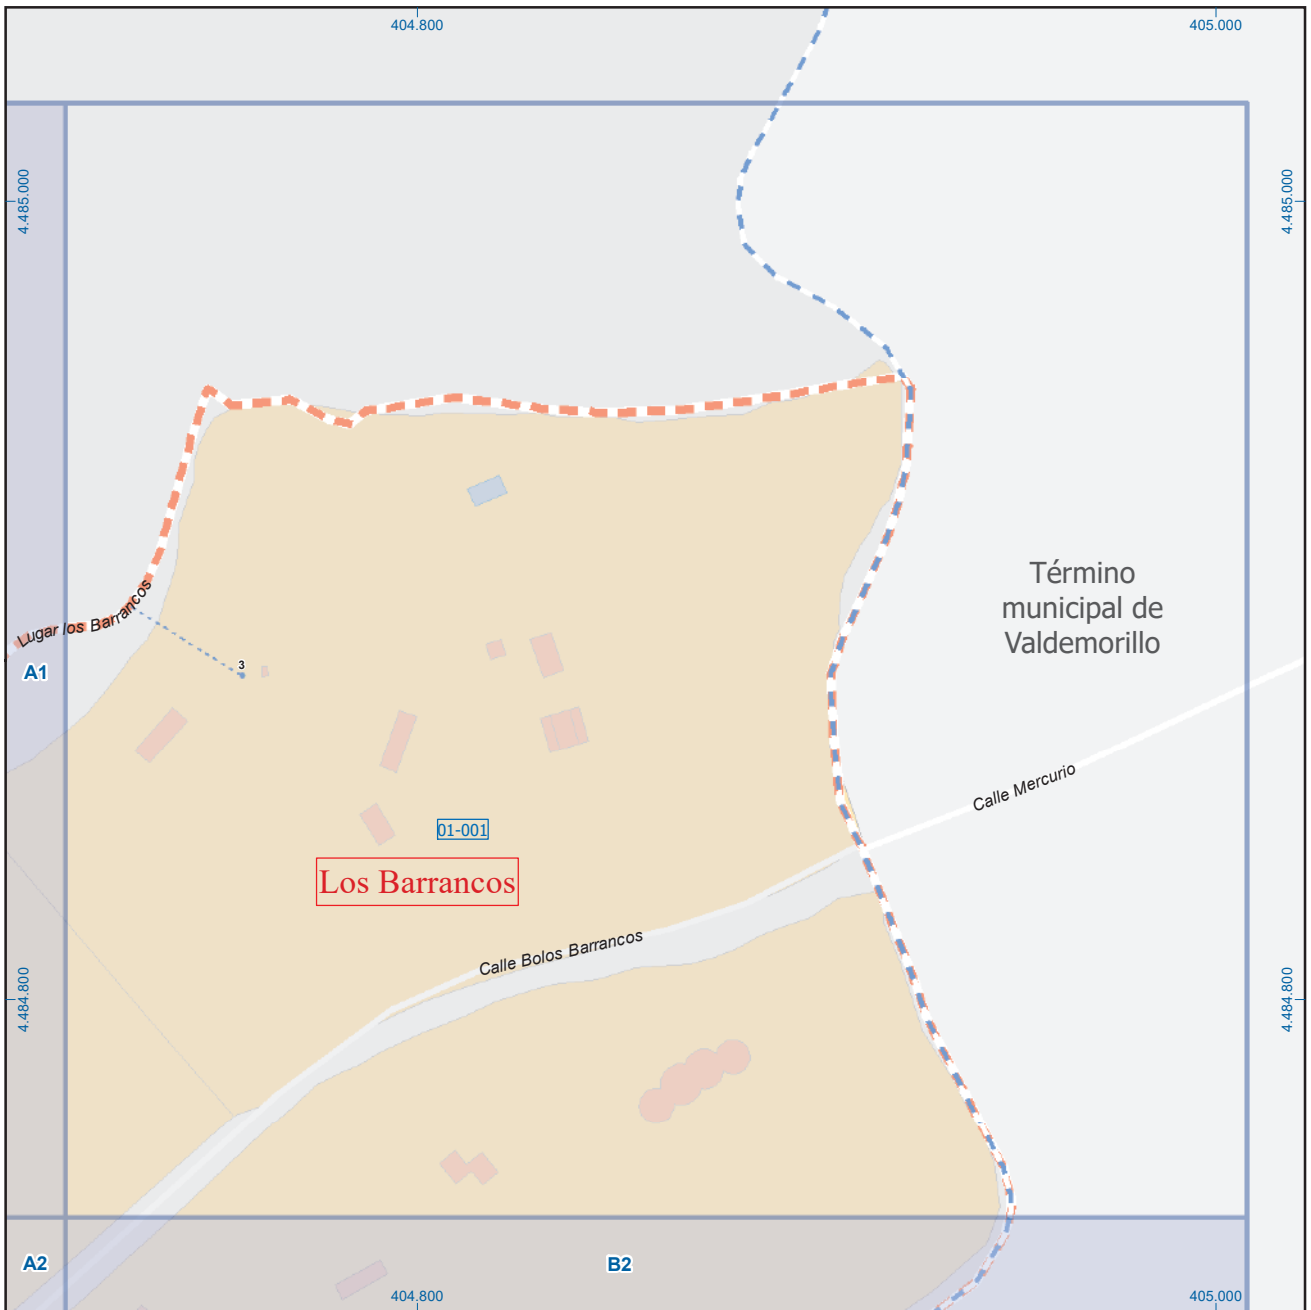 404.800
405.000
4.485.000
4.485.000
Término
municipal de
Valdemorillo
Lugar los Barrancos
3
A1
Calle Mercurio
01-001
Los Barrancos
Calle Bolos Barrancos
4.484.800
4.484.800
A2
B2
404.800
405.000